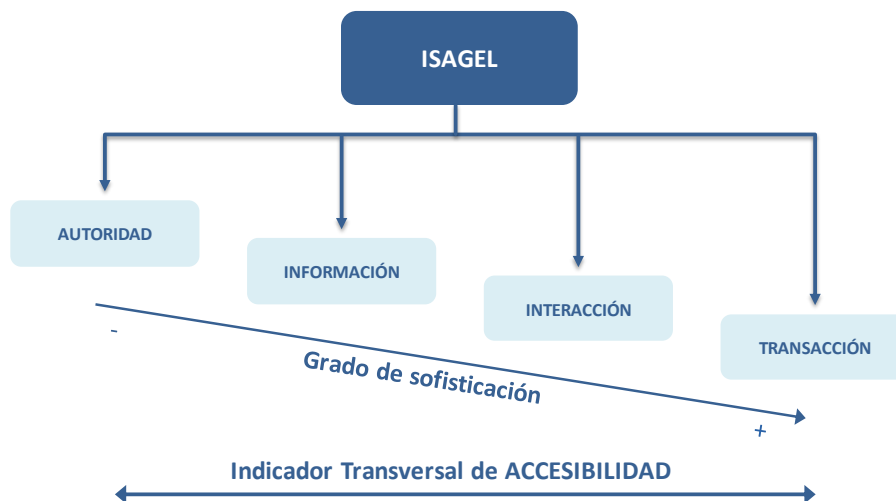 ISAGEL
AUTORIDAD
INFORMACIÓN
INTERACCIÓN
TRANSACCIÓN
-
Grado de sofisticación
+
Indicador Transversal de ACCESIBILIDAD